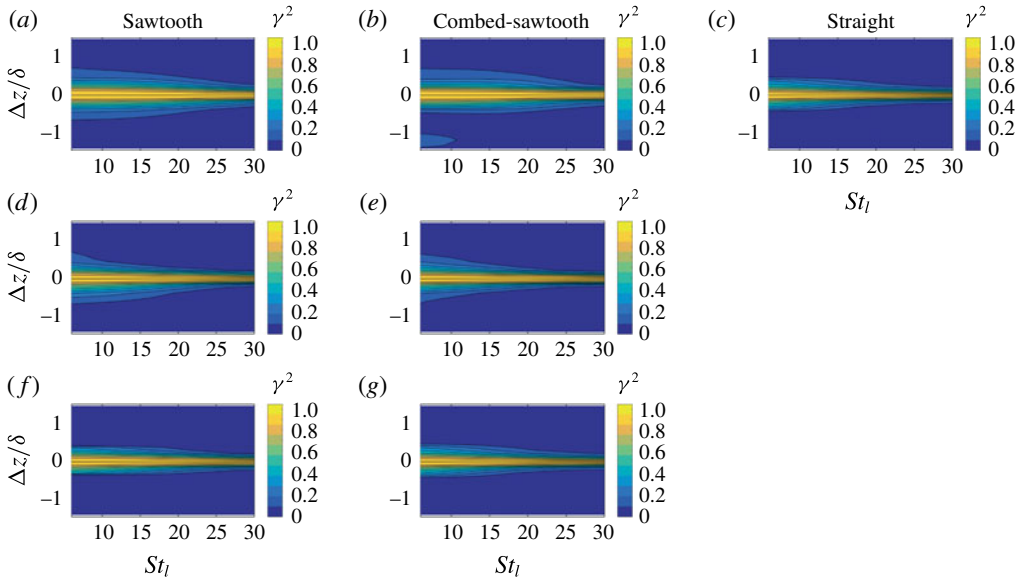 (a) Sawtooth γ² (b) Combed-sawtooth γ² (c) Straight γ²
1.0 1.0 1.0
1 0.8 1 0.8 1 0.8
Δz/δ 0 0.6 0 0.6 0 0.6
0.4 0.4 0.4
–1 0.2 –1 0.2 –1 0.2
0 0 0
10 15 20 25 30 10 15 20 25 30 10 15 20 25 30
(d) γ² (e) γ² St_l
1.0 1.0
1 0.8 1 0.8
Δz/δ 0 0.6 0 0.6
0.4 0.4
–1 0.2 –1 0.2
0 0
10 15 20 25 30 10 15 20 25 30
(f) γ² (g) γ²
1.0 1.0
1 0.8 1 0.8
Δz/δ 0 0.6 0 0.6
0.4 0.4
–1 0.2 –1 0.2
0 0
10 15 20 25 30 10 15 20 25 30
St_l St_l